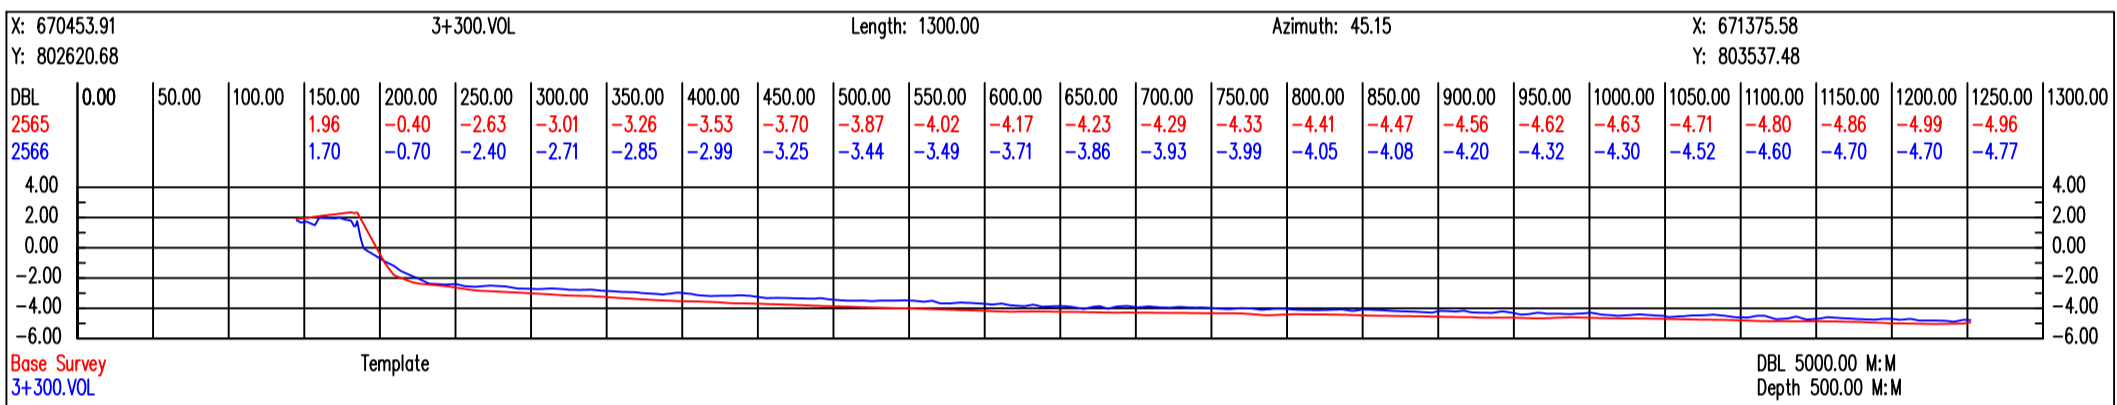 X: 670453.91 3+300.VOL Length: 1300.00 Azimuth: 45.15 X: 671375.58
Y: 802620.68 Y: 803537.48
DBL 0.00 50.00 100.00 150.00 200.00 250.00 300.00 350.00 400.00 450.00 500.00 550.00 600.00 650.00 700.00 750.00 800.00 850.00 900.00 950.00 1000.00 1050.00 1100.00 1150.00 1200.00 1250.00 1300.00
2565 1.96 -0.40 -2.63 -3.01 -3.26 -3.53 -3.70 -3.87 -4.02 -4.17 -4.23 -4.29 -4.33 -4.41 -4.47 -4.56 -4.62 -4.63 -4.71 -4.80 -4.86 -4.99 -4.96
2566 1.70 -0.70 -2.40 -2.71 -2.85 -2.99 -3.25 -3.44 -3.49 -3.71 -3.86 -3.93 -3.99 -4.05 -4.08 -4.20 -4.32 -4.30 -4.52 -4.60 -4.70 -4.70 -4.77
4.00 4.00
2.00 2.00
0.00 0.00
-2.00 -2.00
-4.00 -4.00
-6.00 -6.00
Base Survey Template DBL 5000.00 M:M
3+300.VOL Depth 500.00 M:M